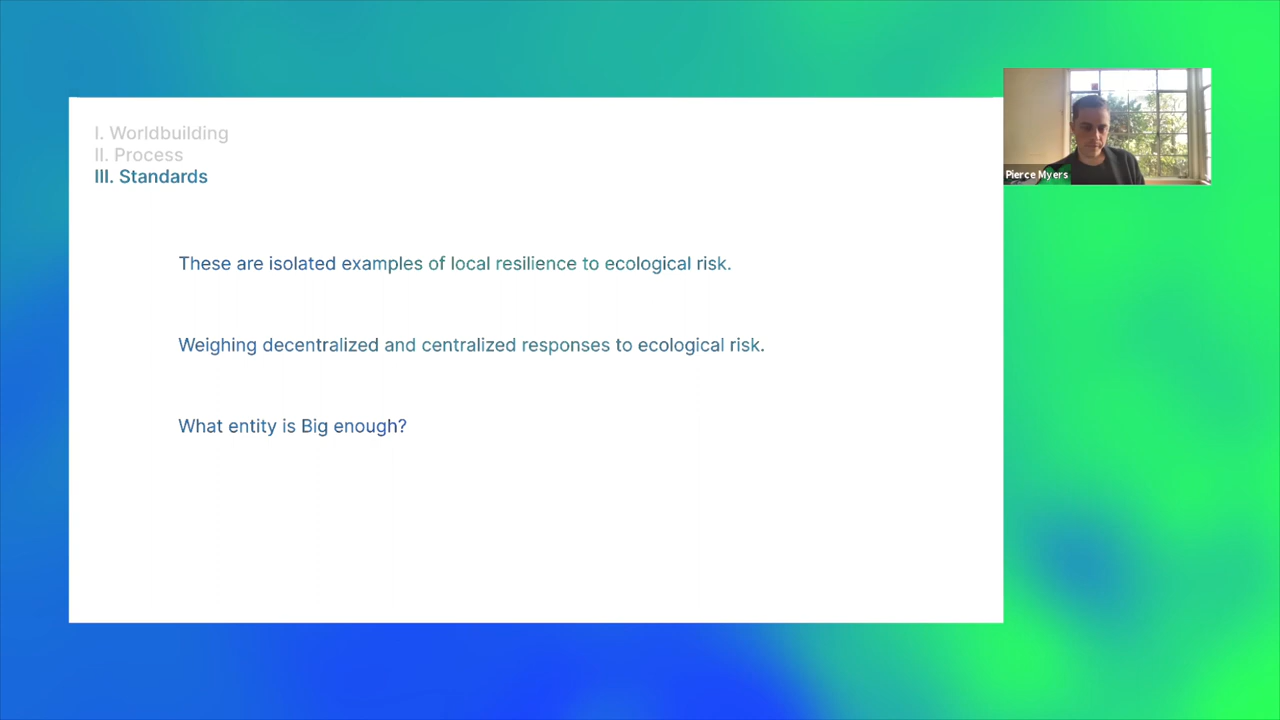 I. Worldbuilding
II. Process
III. Standards
These are isolated examples of local resilience to ecological risk.
Weighing decentralized and centralized responses to ecological risk.
What entity is Big enough?
Pierce Myers